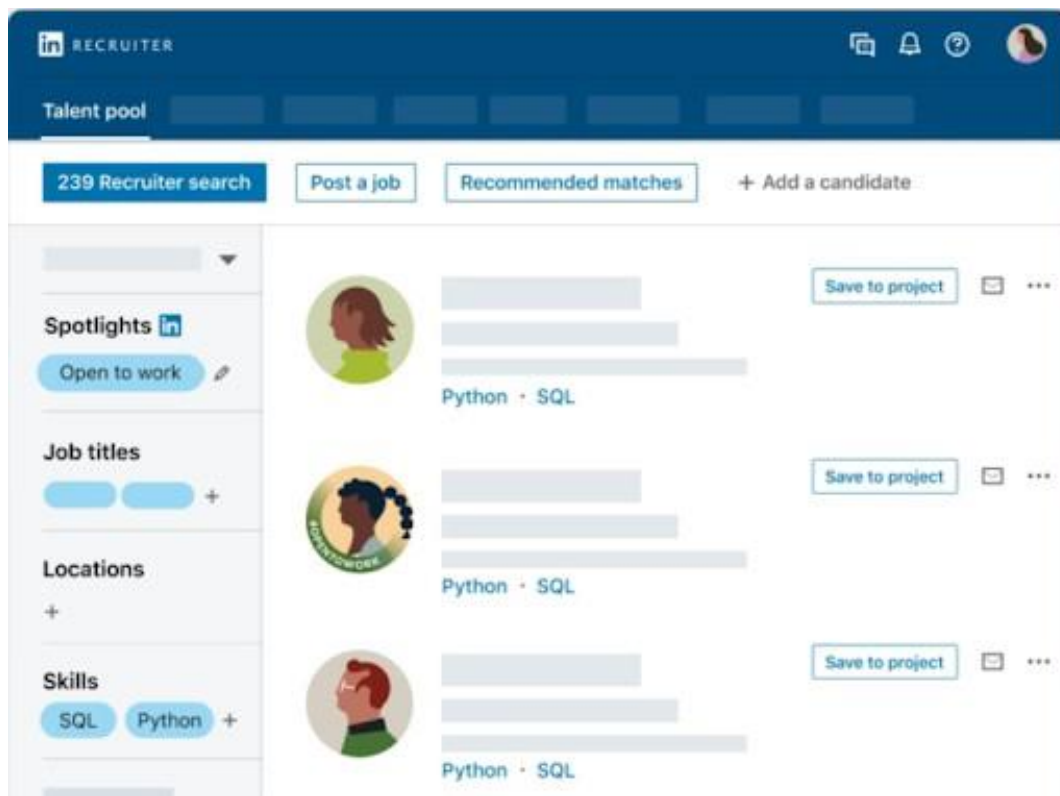 in RECRUITER
Talent pool
239 Recruiter search
Post a job
Recommended matches
+ Add a candidate
Spotlights in
Open to work
Job titles
+
Locations
+
Skills
SQL Python +
Save to project
Python · SQL
#OPENTOWORK
Save to project
Python · SQL
Save to project
Python · SQL